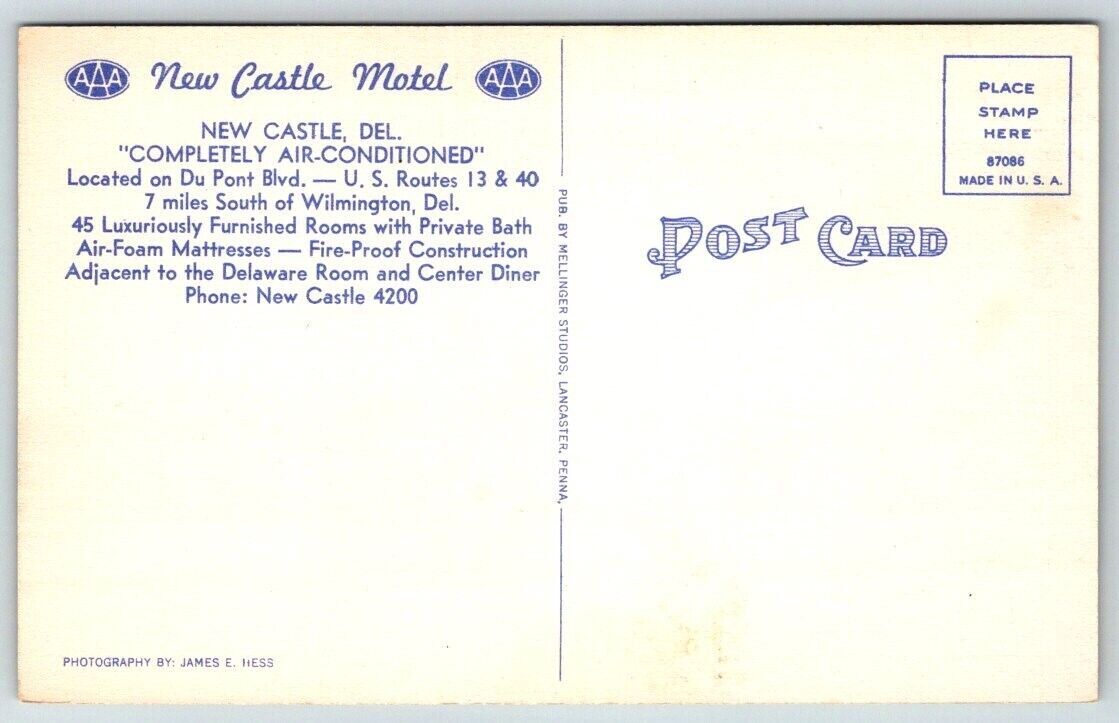 AAA New Castle Motel AAA
NEW CASTLE, DEL.
"COMPLETELY AIR-CONDITIONED"
Located on Du Pont Blvd. — U. S. Routes 13 & 40
7 miles South of Wilmington, Del.
45 Luxuriously Furnished Rooms with Private Bath
Air-Foam Mattresses — Fire-Proof Construction
Adjacent to the Delaware Room and Center Diner
Phone: New Castle 4200
PHOTOGRAPHY BY: JAMES E. HESS
PUB. BY MELLINGER STUDIOS, LANCASTER, PENNA.
POST CARD
PLACE
STAMP
HERE
87086
MADE IN U. S. A.